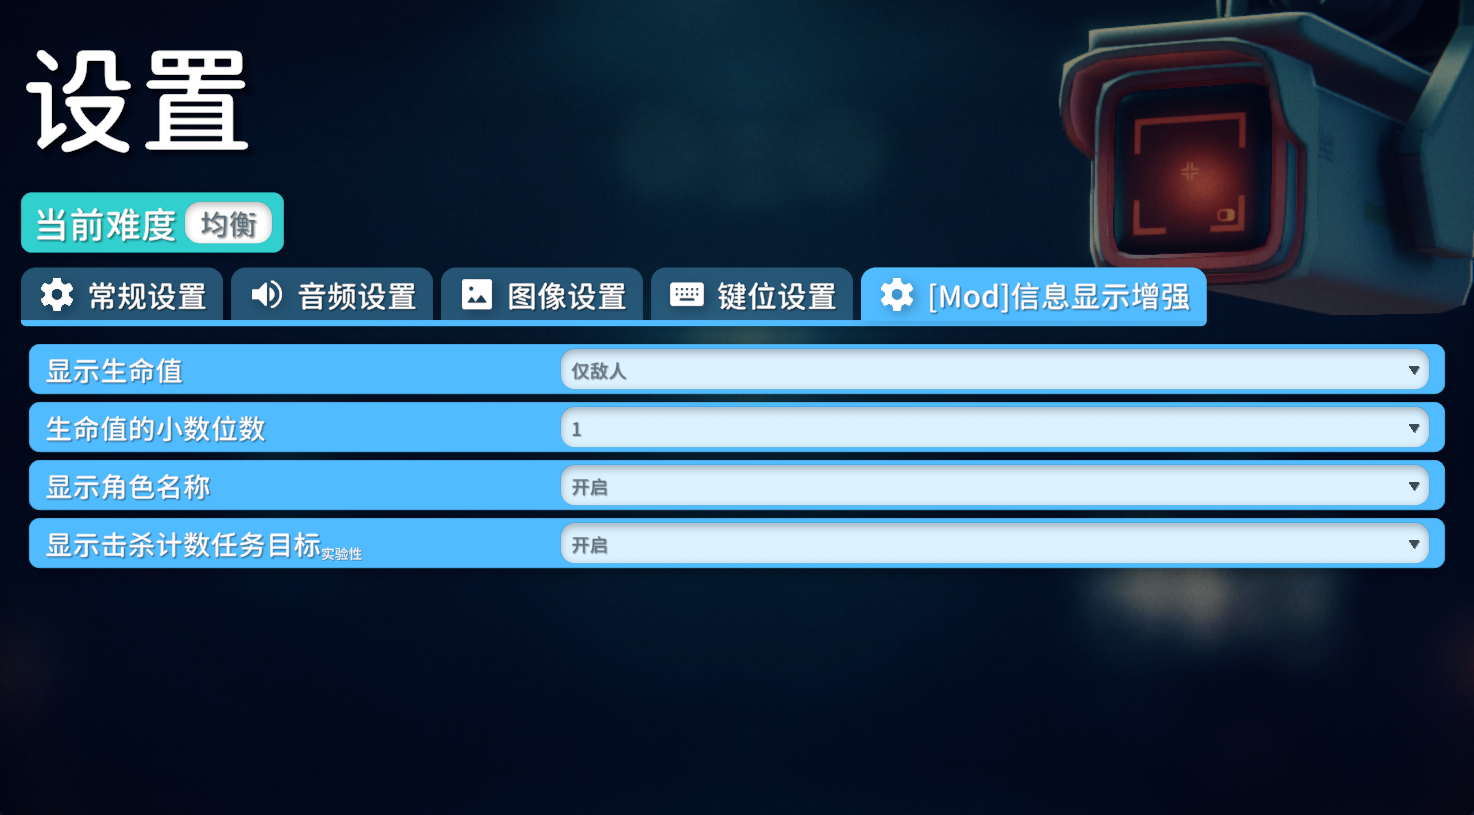 设置
当前难度 均衡
常规设置 音频设置 图像设置 键位设置 [Mod]信息显示增强
显示生命值 仅敌人
生命值的小数位数 1
显示角色名称 开启
显示击杀计数任务目标实验性 开启